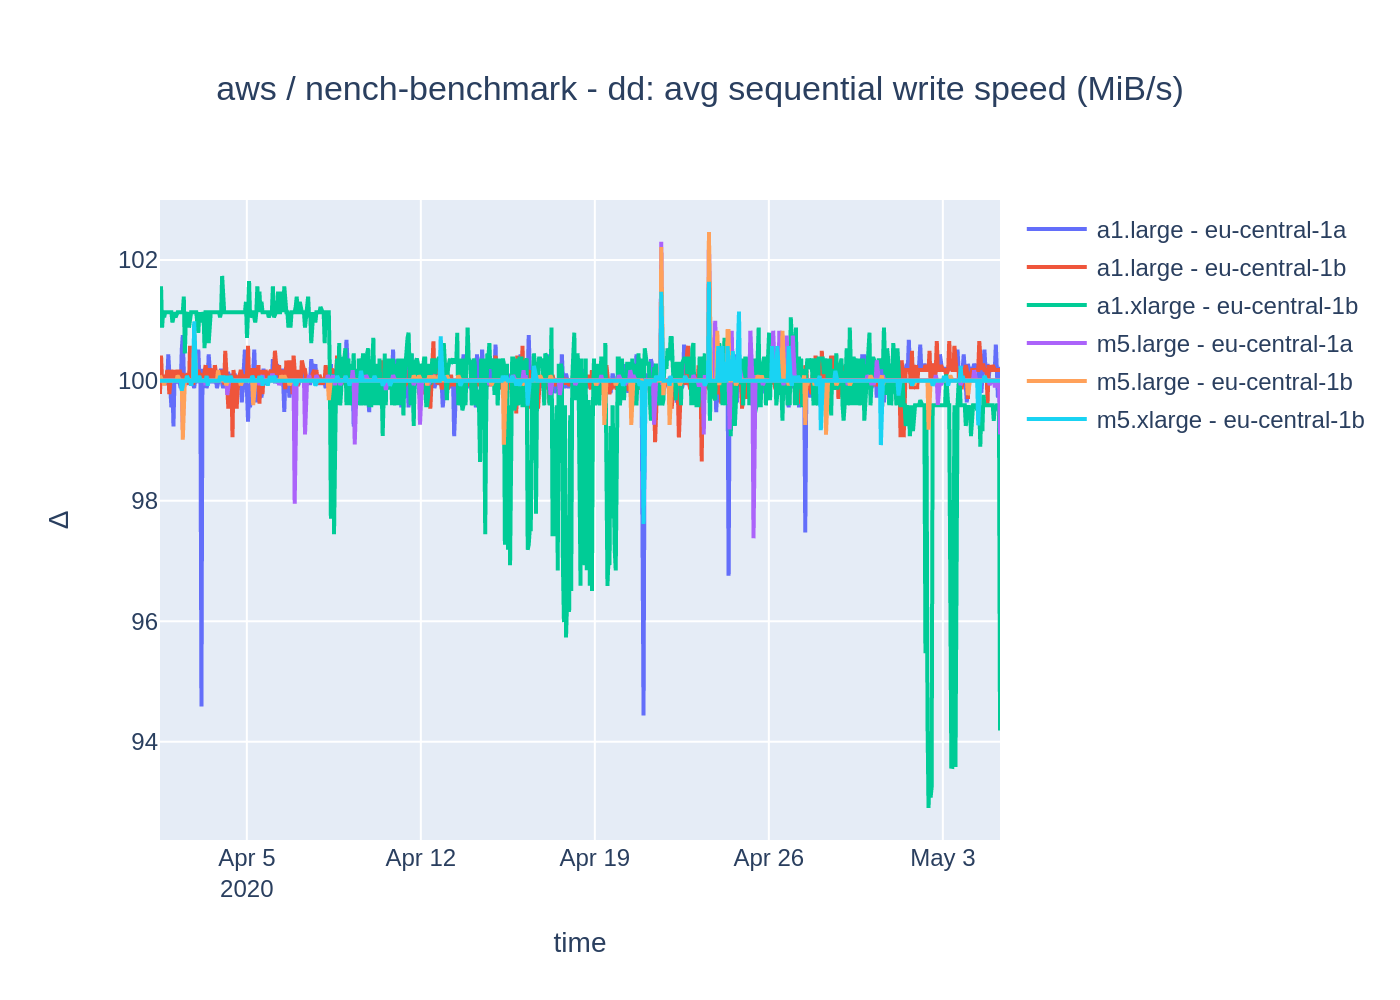 aws / nench-benchmark - dd: avg sequential write speed (MiB/s)
a1.large - eu-central-1a
a1.large - eu-central-1b
a1.xlarge - eu-central-1b
m5.large - eu-central-1a
m5.large - eu-central-1b
m5.xlarge - eu-central-1b
102
100
98
96
94
Δ
Apr 5
2020
Apr 12
Apr 19
Apr 26
May 3
time